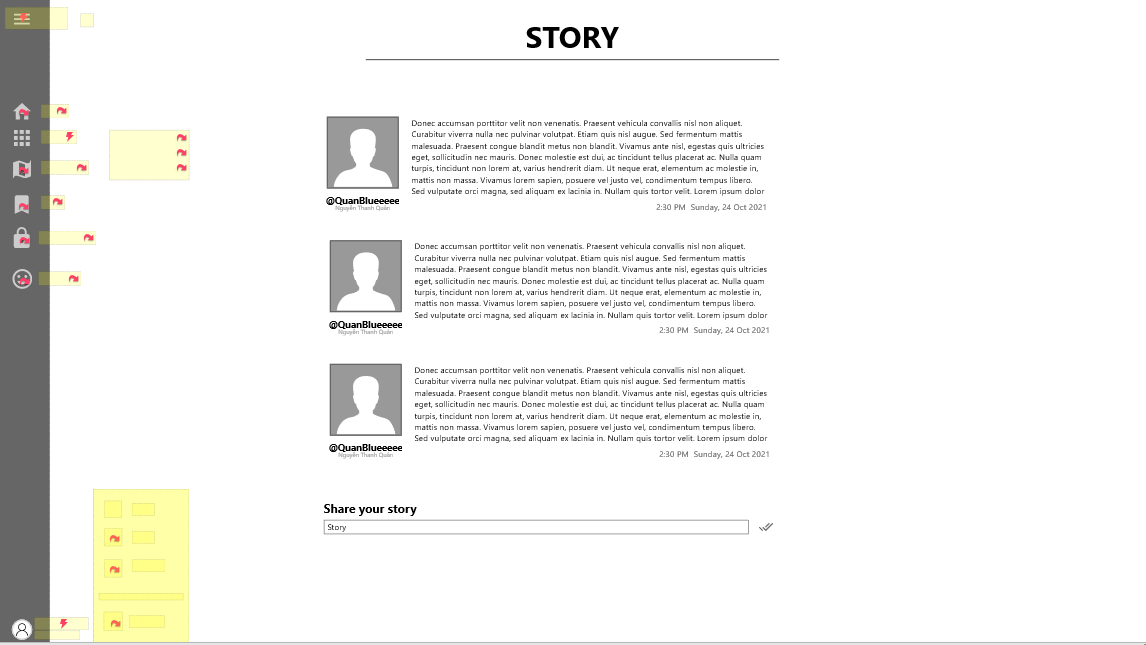 STORY
Donec accumsan porttitor velit non venenatis. Praesent vehicula convallis nisl non aliquet.
Curabitur viverra nulla nec pulvinar volutpat. Etiam quis nisl augue. Sed fermentum mattis
malesuada. Praesent congue blandit metus non blandit. Vivamus ante nisl, egestas quis ultricies
eget, sollicitudin nec mauris. Donec molestie est dui, ac tincidunt tellus placerat ac. Nulla quam
turpis, tincidunt non lorem at, varius hendrerit diam. Ut neque erat, elementum ac molestie in,
mattis non massa. Vivamus lorem sapien, posuere vel justo vel, condimentum tempus libero.
Sed vulputate orci magna, sed aliquam ex lacinia in. Nullam quis tortor velit. Lorem ipsum dolor
@QuanBlueeeee
Nguyễn Thanh Quân
2:30 PM Sunday, 24 Oct 2021
Donec accumsan porttitor velit non venenatis. Praesent vehicula convallis nisl non aliquet.
Curabitur viverra nulla nec pulvinar volutpat. Etiam quis nisl augue. Sed fermentum mattis
malesuada. Praesent congue blandit metus non blandit. Vivamus ante nisl, egestas quis ultricies
eget, sollicitudin nec mauris. Donec molestie est dui, ac tincidunt tellus placerat ac. Nulla quam
turpis, tincidunt non lorem at, varius hendrerit diam. Ut neque erat, elementum ac molestie in,
mattis non massa. Vivamus lorem sapien, posuere vel justo vel, condimentum tempus libero.
Sed vulputate orci magna, sed aliquam ex lacinia in. Nullam quis tortor velit. Lorem ipsum dolor
@QuanBlueeeee
Nguyễn Thanh Quân
2:30 PM Sunday, 24 Oct 2021
Donec accumsan porttitor velit non venenatis. Praesent vehicula convallis nisl non aliquet.
Curabitur viverra nulla nec pulvinar volutpat. Etiam quis nisl augue. Sed fermentum mattis
malesuada. Praesent congue blandit metus non blandit. Vivamus ante nisl, egestas quis ultricies
eget, sollicitudin nec mauris. Donec molestie est dui, ac tincidunt tellus placerat ac. Nulla quam
turpis, tincidunt non lorem at, varius hendrerit diam. Ut neque erat, elementum ac molestie in,
mattis non massa. Vivamus lorem sapien, posuere vel justo vel, condimentum tempus libero.
Sed vulputate orci magna, sed aliquam ex lacinia in. Nullam quis tortor velit. Lorem ipsum dolor
@QuanBlueeeee
Nguyễn Thanh Quân
2:30 PM Sunday, 24 Oct 2021
Share your story
Story